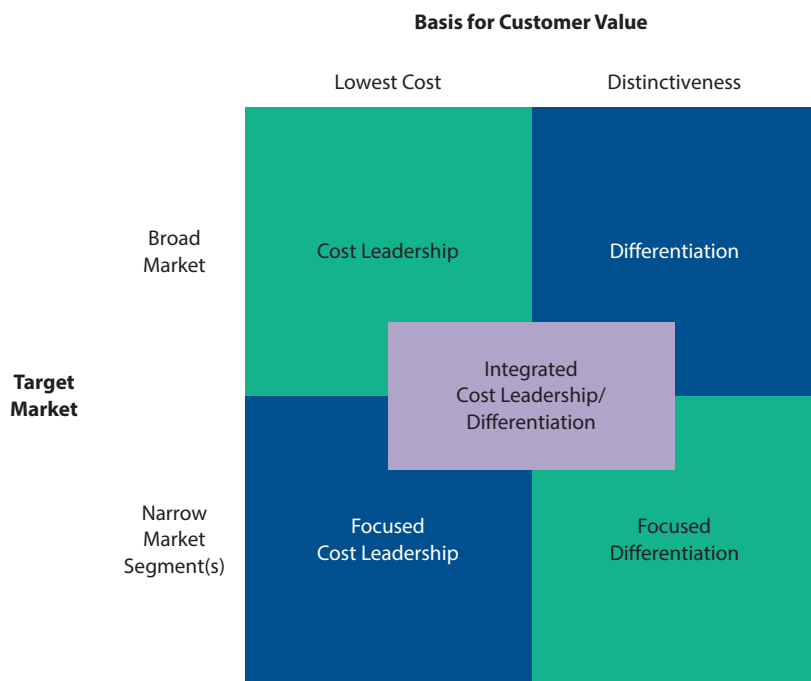 Basis for Customer Value
Lowest Cost
Distinctiveness
Broad
Market
Cost Leadership
Differentiation
Integrated
Cost Leadership/
Differentiation
Target
Market
Narrow
Market
Segment(s)
Focused
Cost Leadership
Focused
Differentiation